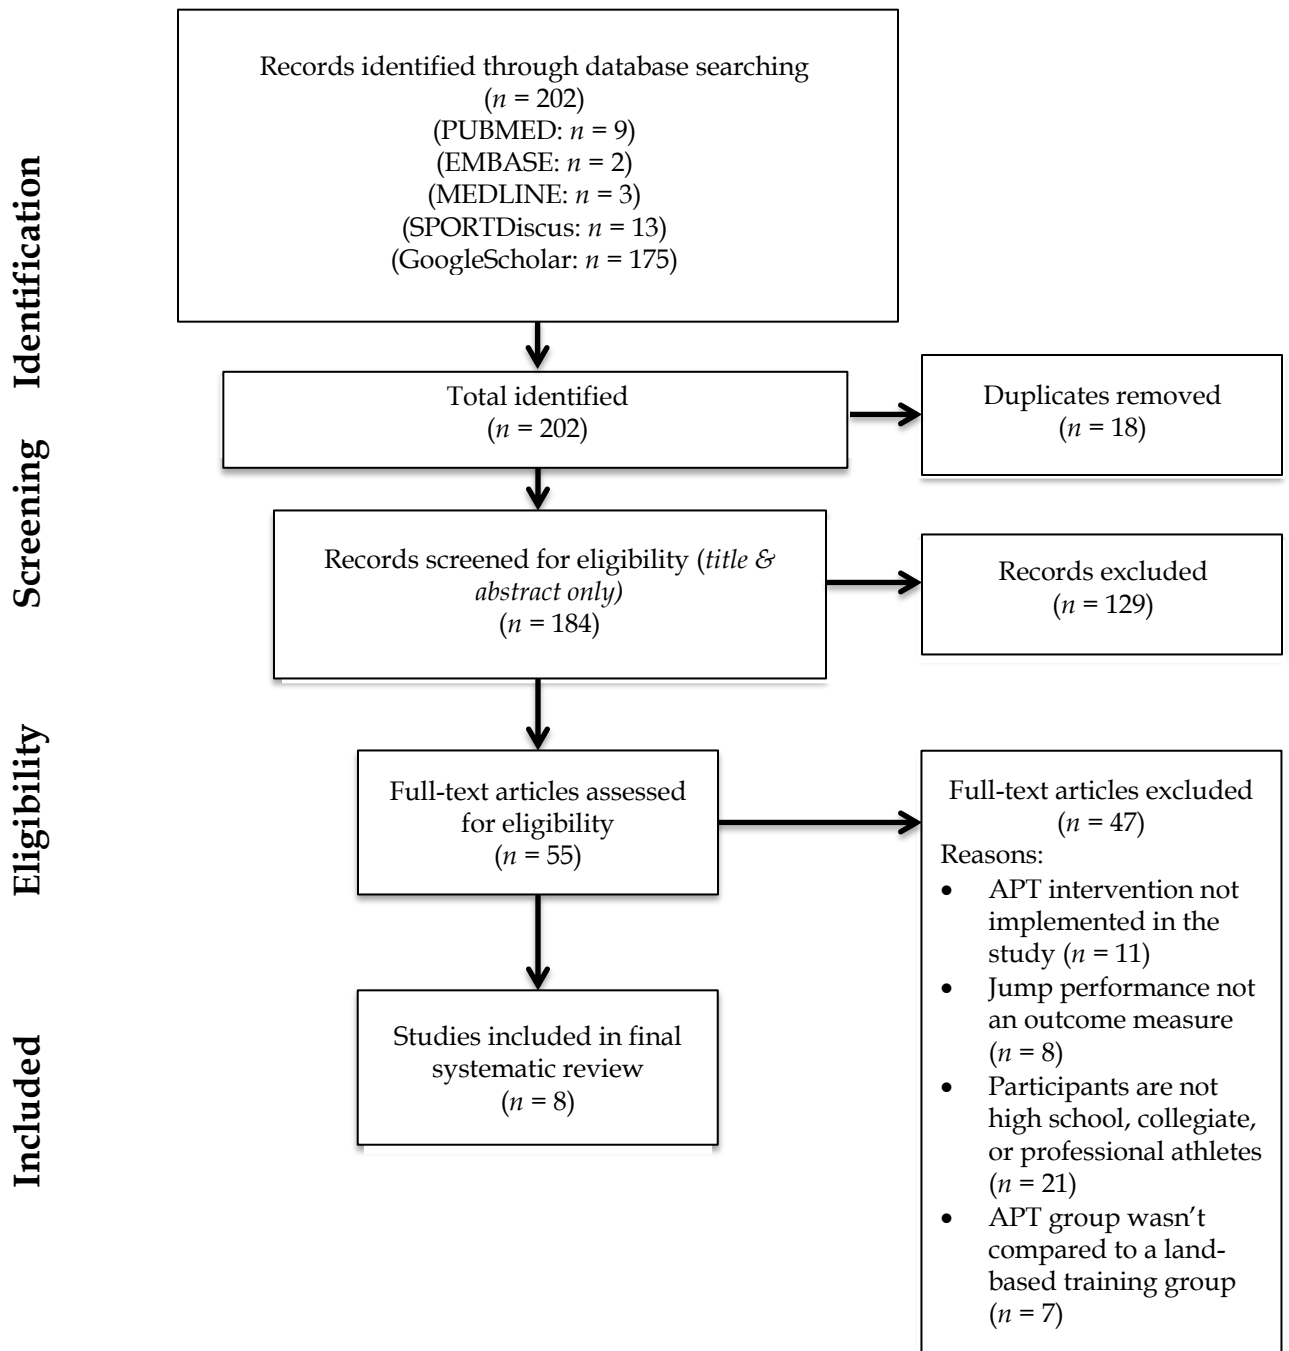 Identification
Records identified through database searching
(n = 202)
(PUBMED: n = 9)
(EMBASE: n = 2)
(MEDLINE: n = 3)
(SPORTDiscus: n = 13)
(GoogleScholar: n = 175)
Total identified
(n = 202)
Duplicates removed
(n = 18)
Screening
Records screened for eligibility (title &
abstract only)
(n = 184)
Records excluded
(n = 129)
Eligibility
Full-text articles assessed
for eligibility
(n = 55)
Full-text articles excluded
(n = 47)
Reasons:
• APT intervention not
implemented in the
study (n = 11)
• Jump performance not
an outcome measure
(n = 8)
• Participants are not
high school, collegiate,
or professional athletes
(n = 21)
• APT group wasn’t
compared to a land-
based training group
(n = 7)
Included
Studies included in final
systematic review
(n = 8)